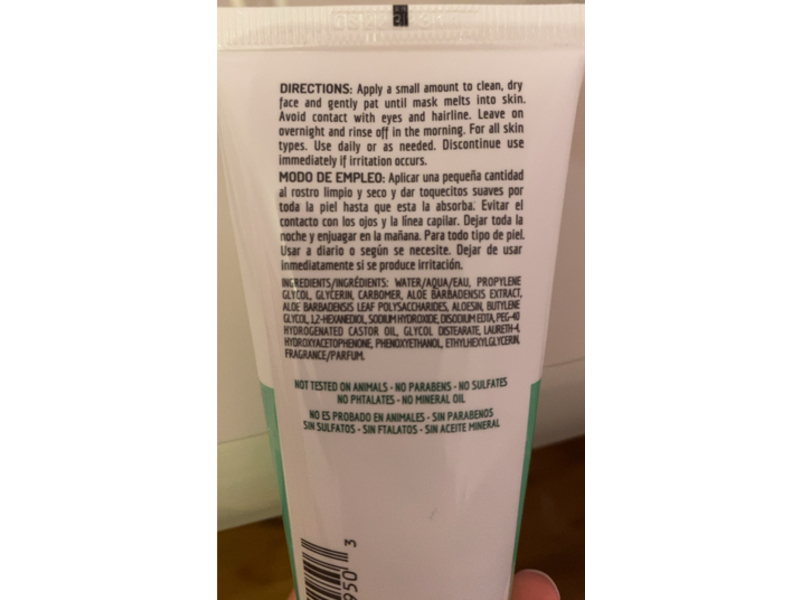 DIRECTIONS: Apply a small amount to clean, dry
face and gently pat until mask melts into skin.
Avoid contact with eyes and hairline. Leave on
overnight and rinse off in the morning. For all skin
types. Use daily or as needed. Discontinue use
immediately if irritation occurs.
MODO DE EMPLEO: Aplicar una pequeña cantidad
al rostro limpio y seco y dar toquecitos suaves por
toda la piel hasta que esta la absorba. Evitar el
contacto con los ojos y la línea capilar. Dejar toda la
noche y enjuagar en la mañana. Para todo tipo de piel.
Usar a diario o según se necesite. Dejar de usar
inmediatamente si se produce irritación.
INGREDIENTS/INGRÉDIENTS: WATER/AQUA/EAU, PROPYLENE
GLYCOL, GLYCERIN, CARBOMER, ALOE BARBADENSIS EXTRACT,
ALOE BARBADENSIS LEAF POLYSACCHARIDES, ALOESIN, BUTYLENE
GLYCOL, 1,2-HEXANEDIOL, SODIUM HYDROXIDE, DISODIUM EDTA, PEG-40
HYDROGENATED CASTOR OIL, GLYCOL DISTEARATE, LAURETH-4,
HYDROXYACETOPHENONE, PHENOXYETHANOL, ETHYLHEXYLGLYCERIN,
FRAGRANCE/PARFUM.
NOT TESTED ON ANIMALS - NO PARABENS - NO SULFATES
NO PHTALATES - NO MINERAL OIL
NO ES PROBADO EN ANIMALES - SIN PARABENOS
SIN SULFATOS - SIN FTALATOS - SIN ACEITE MINERAL
950 3